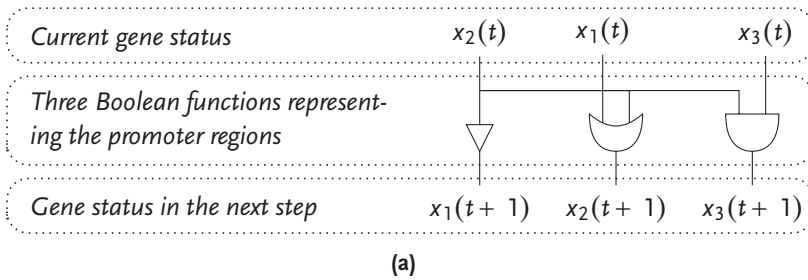 Current gene status x₂(t) x₁(t) x₃(t)
Three Boolean functions represent-
ing the promoter regions
Gene status in the next step x₁(t + 1) x₂(t + 1) x₃(t + 1)
(a)